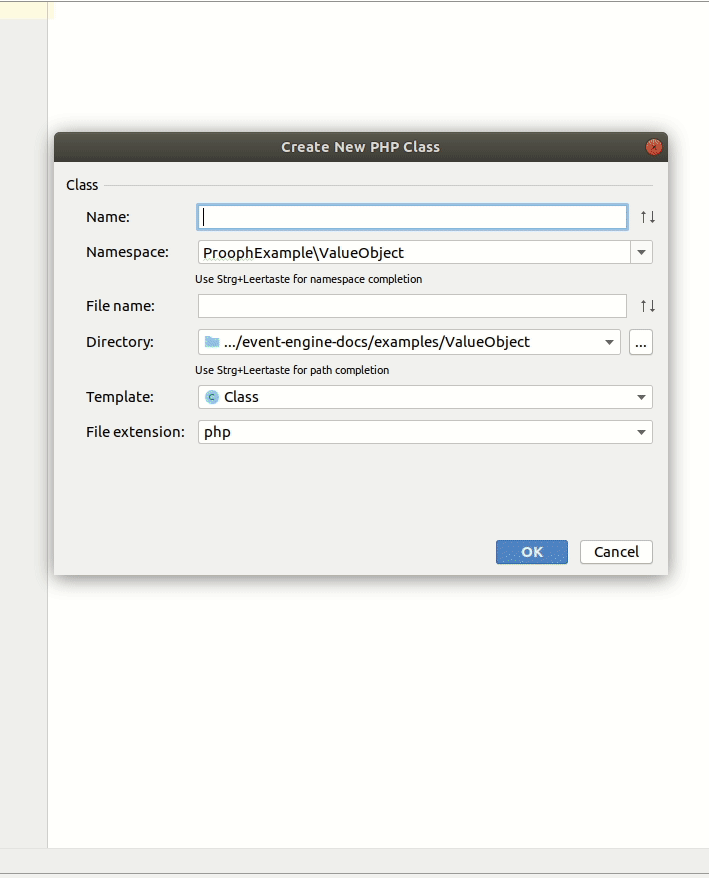 Create New PHP Class
Class
Name:
Namespace: ProophExample\ValueObject
Use Strg+Leertaste for namespace completion
File name:
Directory: .../event-engine-docs/examples/ValueObject ...
Use Strg+Leertaste for path completion
Template: C Class
File extension: php
OK Cancel